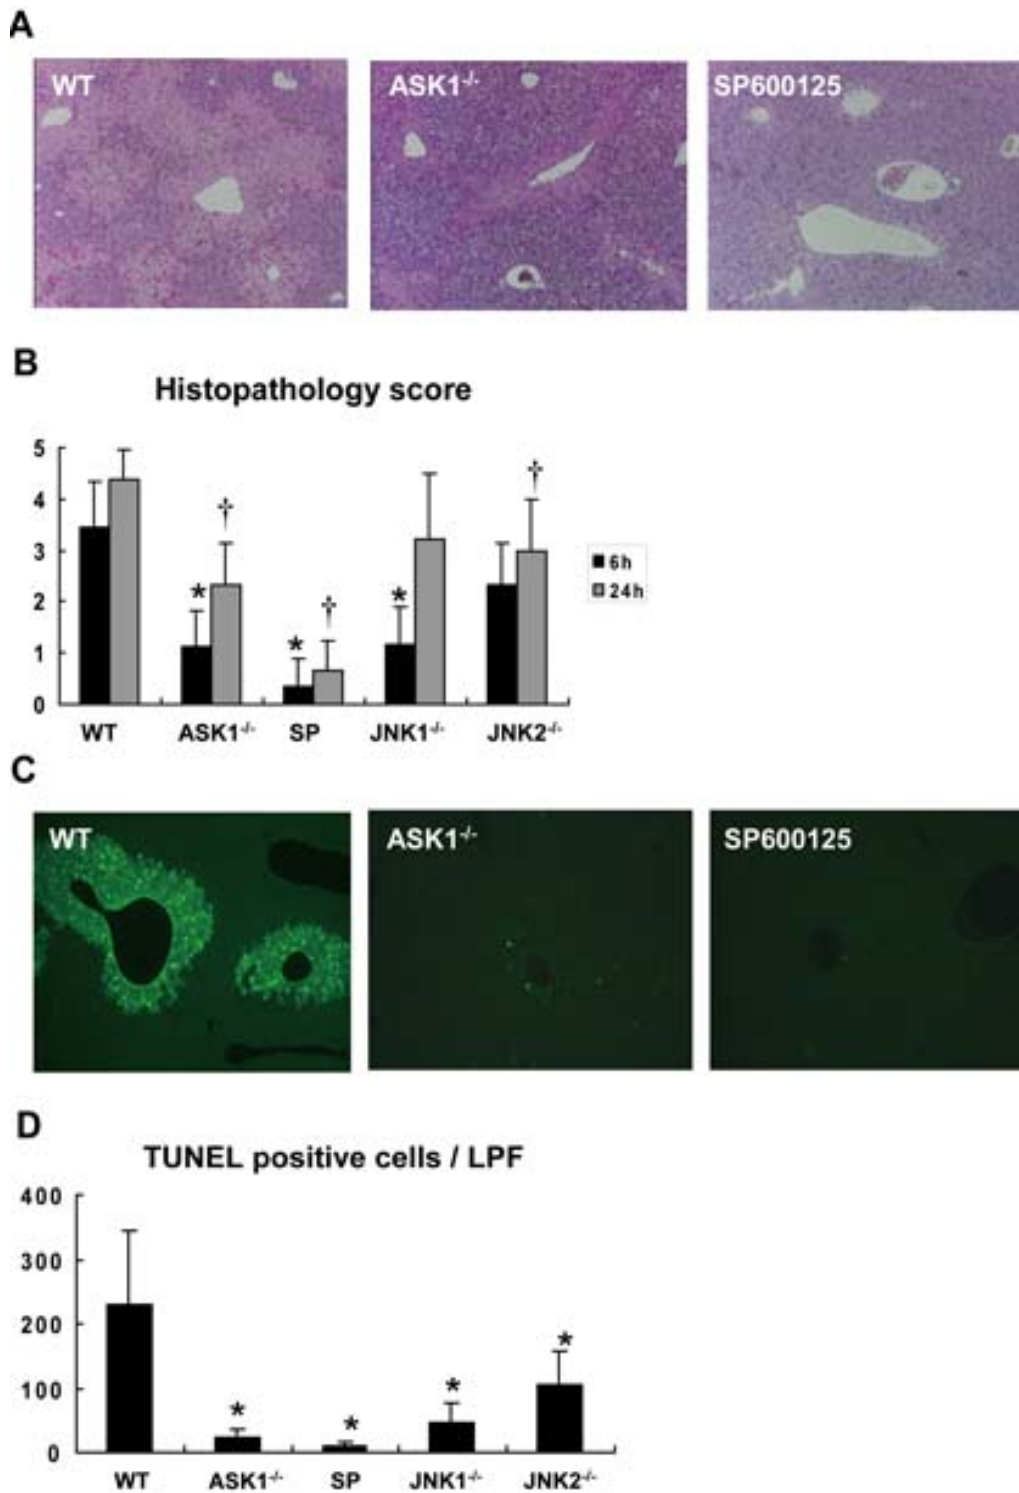 A
WT ASK1-/- SP600125
B
Histopathology score
5
4
3
2
1
0
† † †
* * *
6h
24h
WT ASK1-/- SP JNK1-/- JNK2-/-
C
WT ASK1-/- SP600125
D
TUNEL positive cells / LPF
400
300
200
100
0
* * * *
WT ASK1-/- SP JNK1-/- JNK2-/-